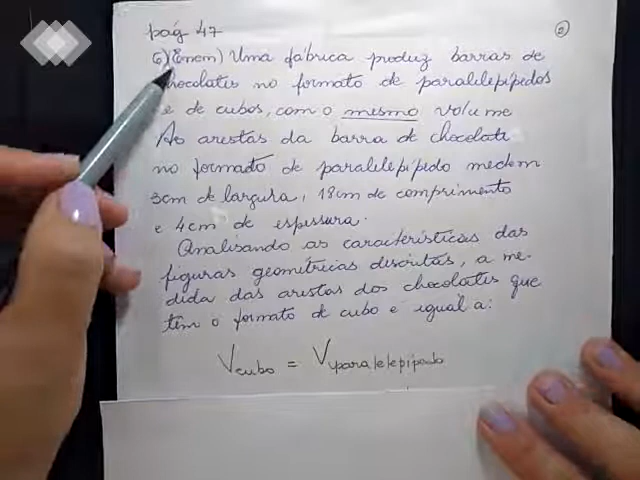 pág 47
6) (Enem) Uma fábrica produz barras de
chocolates no formato de paralelepípedos
e de cubos, com o mesmo volume
As arestas da barra de chocolate
no formato de paralelepípedo medem
3cm de largura, 18cm de comprimento
e 4cm de espessura.
Analisando as características das
figuras geométricas descritas, a me-
dida das arestas dos chocolates que
têm o formato de cubo é igual a:
Vcubo = Vparalelepipedo